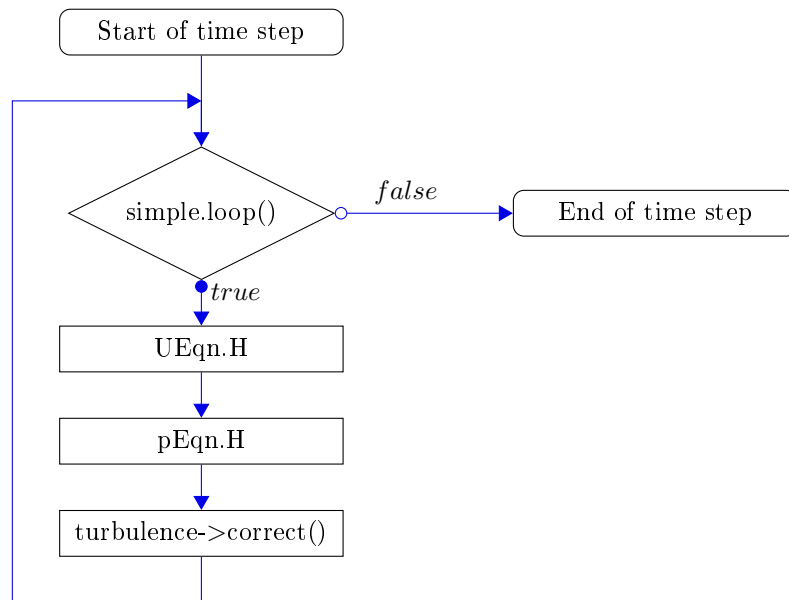 Start of time step
simple.loop()
false
End of time step
true
UEqn.H
pEqn.H
turbulence->correct()